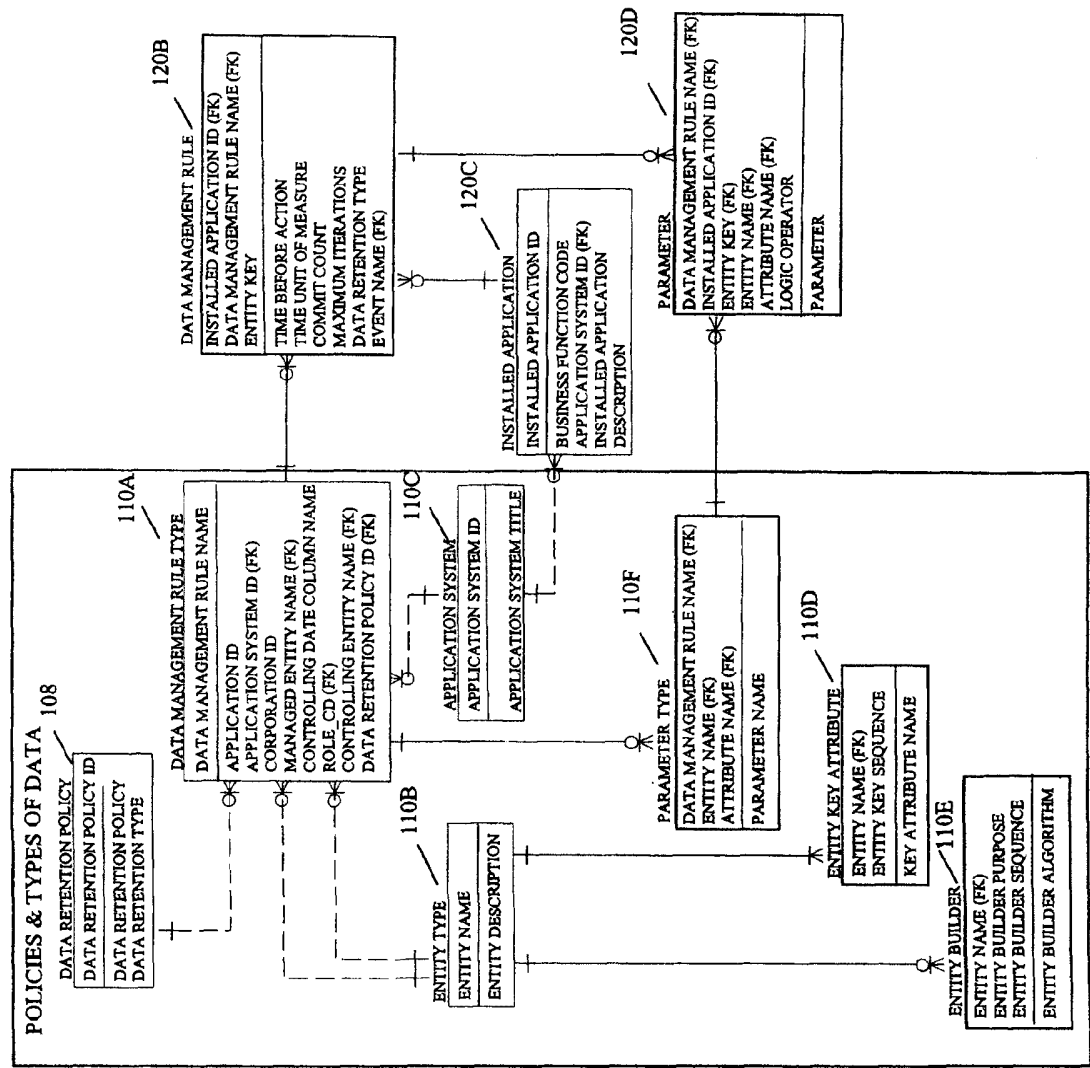 POLICIES & TYPES OF DATA
DATA RETENTION POLICY
108
DATA RETENTION POLICY ID
DATA RETENTION POLICY
DATA RETENTION TYPE
DATA MANAGEMENT RULE TYPE
110A
DATA MANAGEMENT RULE NAME
APPLICATION ID
APPLICATION SYSTEM ID (FK)
CORPORATION ID
MANAGED ENTITY NAME (FK)
CONTROLLING DATE COLUMN NAME
ROLE_CD (FK)
CONTROLLING ENTITY NAME (FK)
DATA RETENTION POLICY ID (FK)
DATA MANAGEMENT RULE
120B
INSTALLED APPLICATION ID (FK)
DATA MANAGEMENT RULE NAME (FK)
ENTITY KEY
TIME BEFORE ACTION
TIME UNIT OF MEASURE
COMMIT COUNT
MAXIMUM ITERATIONS
DATA RETENTION TYPE
EVENT NAME (FK)
ENTITY TYPE
110B
ENTITY NAME
ENTITY DESCRIPTION
APPLICATION SYSTEM
110C
APPLICATION SYSTEM ID
APPLICATION SYSTEM TITLE
INSTALLED APPLICATION
120C
INSTALLED APPLICATION ID
BUSINESS FUNCTION CODE
APPLICATION SYSTEM ID (FK)
INSTALLED APPLICATION
DESCRIPTION
PARAMETER TYPE
110F
DATA MANAGEMENT RULE NAME (FK)
ENTITY NAME (FK)
ATTRIBUTE NAME (FK)
PARAMETER NAME
PARAMETER
120D
DATA MANAGEMENT RULE NAME (FK)
INSTALLED APPLICATION ID (FK)
ENTITY KEY (FK)
ENTITY NAME (FK)
ATTRIBUTE NAME (FK)
LOGIC OPERATOR
PARAMETER
ENTITY KEY ATTRIBUTE
110D
ENTITY NAME (FK)
ENTITY KEY SEQUENCE
KEY ATTRIBUTE NAME
ENTITY BUILDER
110E
ENTITY NAME (FK)
ENTITY BUILDER PURPOSE
ENTITY BUILDER SEQUENCE
ENTITY BUILDER ALGORITHM